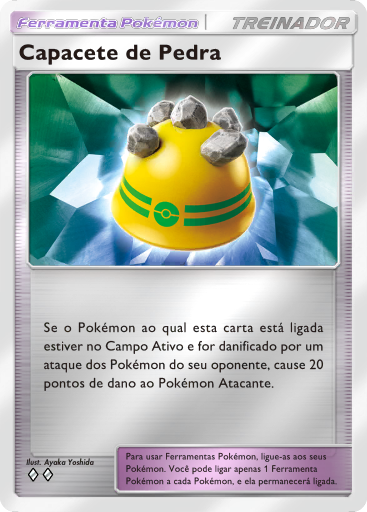 Ferramenta Pokémon
TREINADOR
Capacete de Pedra
Se o Pokémon ao qual esta carta está ligada
estiver no Campo Ativo e for danificado por um
ataque dos Pokémon do seu oponente, cause 20
pontos de dano ao Pokémon Atacante.
Ilust. Ayaka Yoshida
Para usar Ferramentas Pokémon, ligue-as aos seus
Pokémon. Você pode ligar apenas 1 Ferramenta
Pokémon a cada Pokémon, e ela permanecerá ligada.